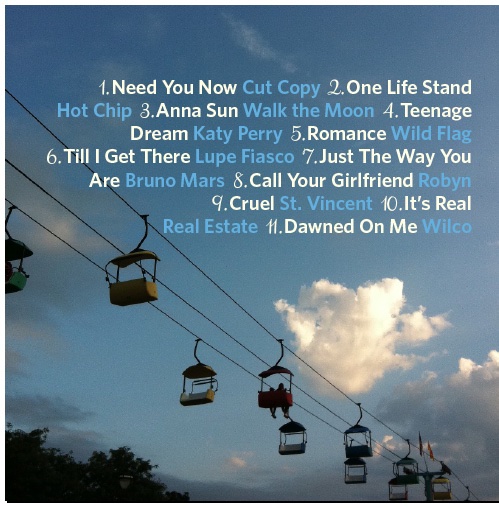 1.Need You Now Cut Copy 2.One Life Stand
Hot Chip 3.Anna Sun Walk the Moon 4.Teenage
Dream Katy Perry 5.Romance Wild Flag
6.Till I Get There Lupe Fiasco 7.Just The Way You
Are Bruno Mars 8.Call Your Girlfriend Robyn
9.Cruel St. Vincent 10.It's Real
Real Estate 11.Dawned On Me Wilco